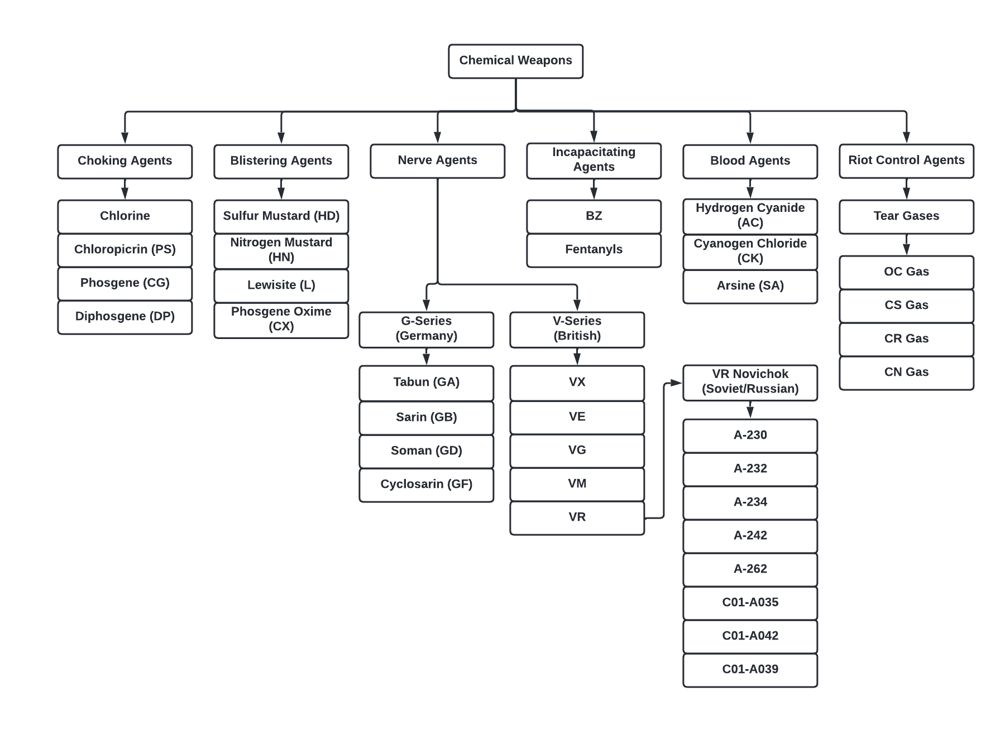 Chemical Weapons
Choking Agents
Chlorine
Chloropicrin (PS)
Phosgene (CG)
Diphosgene (DP)
Blistering Agents
Sulfur Mustard (HD)
Nitrogen Mustard
(HN)
Lewisite (L)
Phosgene Oxime
(CX)
Nerve Agents
G-Series
(Germany)
Tabun (GA)
Sarin (GB)
Soman (GD)
Cyclosarin (GF)
V-Series
(British)
VX
VE
VG
VM
VR
VR Novichok
(Soviet/Russian)
A-230
A-232
A-234
A-242
A-262
C01-A035
C01-A042
C01-A039
Incapacitating
Agents
BZ
Fentanyls
Blood Agents
Hydrogen Cyanide
(AC)
Cyanogen Chloride
(CK)
Arsine (SA)
Riot Control Agents
Tear Gases
OC Gas
CS Gas
CR Gas
CN Gas